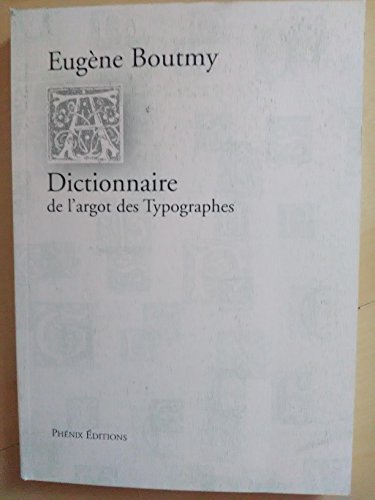 Eugène Boutmy
A
Dictionnaire
de l'argot des Typographes
PHÉNIX ÉDITIONS